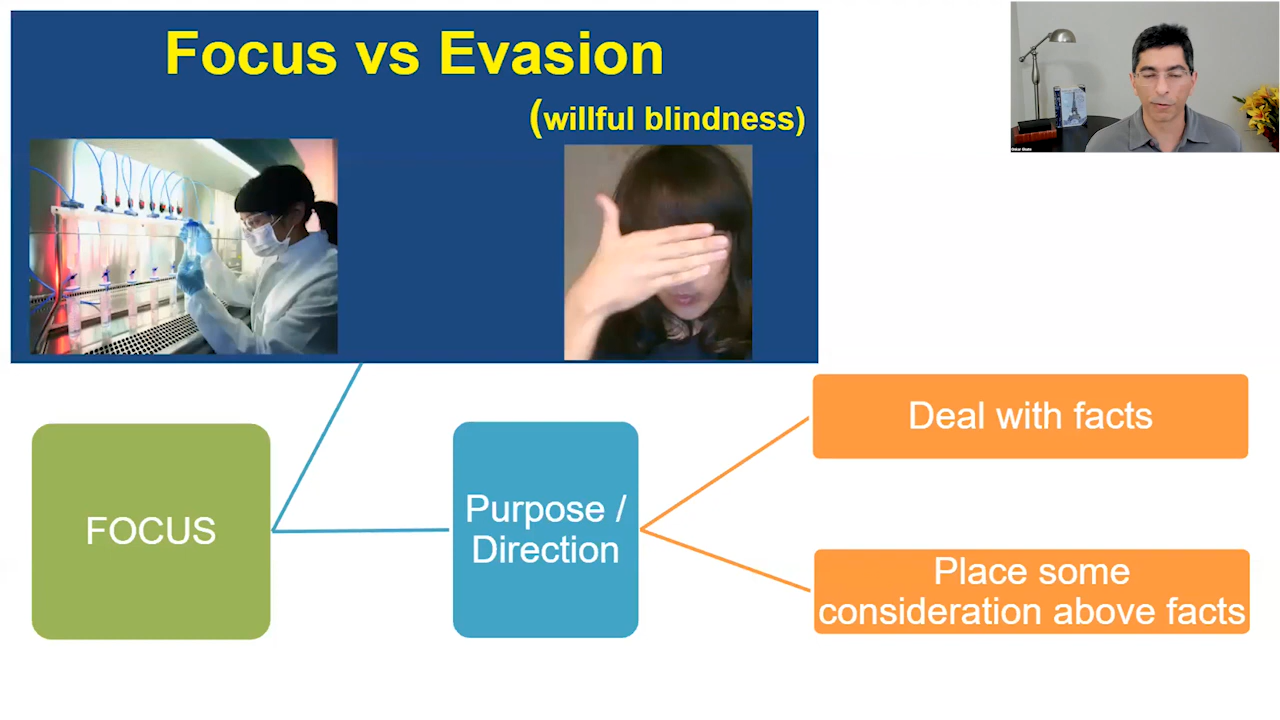 Focus vs Evasion
(willful blindness)
FOCUS
Purpose /
Direction
Deal with facts
Place some
consideration above facts